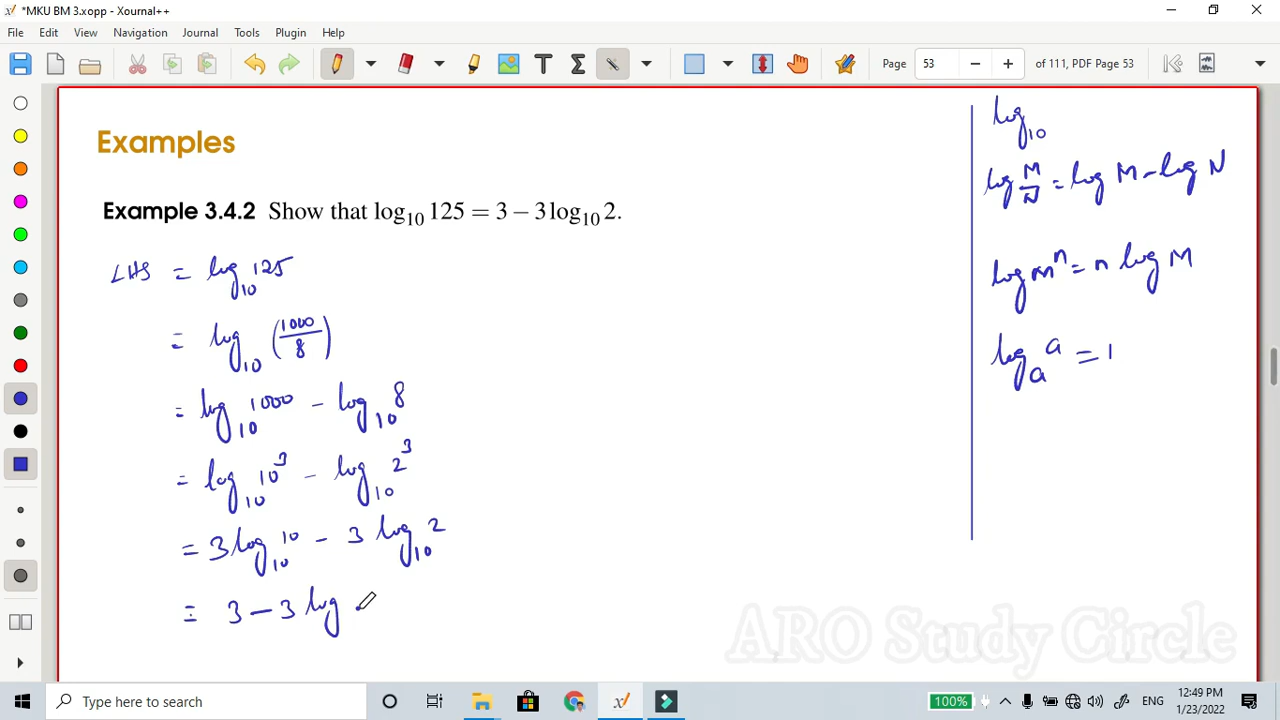 *MKU BM 3.xopp - Xournal++
File Edit View Navigation Journal Tools Plugin Help
Page 53 of 111, PDF Page 53
Examples
Example 3.4.2 Show that log₁₀ 125 = 3 − 3 log₁₀ 2.
LHS = log₁₀ 125
= log₁₀ (1000/8)
= log₁₀ 1000 - log₁₀ 8
= log₁₀ 10³ - log₁₀ 2³
= 3 log₁₀ 10 - 3 log₁₀ 2
= 3 - 3 log
log₁₀
log M/N = log M - log N
log mⁿ = n log M
logₐ a = 1
ARO Study Circle
Type here to search
100%
ENG
12:49 PM
1/23/2022